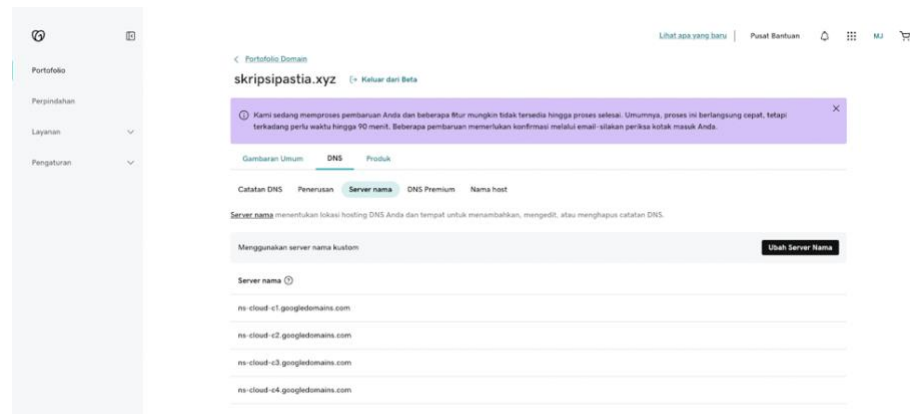 Lihat apa yang baru
Pusat Bantuan
MJ
Portofolio
Perpindahan
Layanan
Pengaturan
< Portofolio Domain
skripsipastia.xyz
Keluar dari Beta
Kami sedang memproses pembaruan Anda dan beberapa fitur mungkin tidak tersedia hingga proses selesai. Umumnya, proses ini berlangsung cepat, tetapi
terkadang perlu waktu hingga 90 menit. Beberapa pembaruan memerlukan konfirmasi melalui email-silakan periksa kotak masuk Anda.
Gambaran Umum DNS Produk
Catatan DNS Penerusan Server nama DNS Premium Nama host
Server nama menentukan lokasi hosting DNS Anda dan tempat untuk menambahkan, mengedit, atau menghapus catatan DNS.
Menggunakan server nama kustom
Ubah Server Nama
Server nama
ns-cloud-c1.googledomains.com
ns-cloud-c2.googledomains.com
ns-cloud-c3.googledomains.com
ns-cloud-c4.googledomains.com